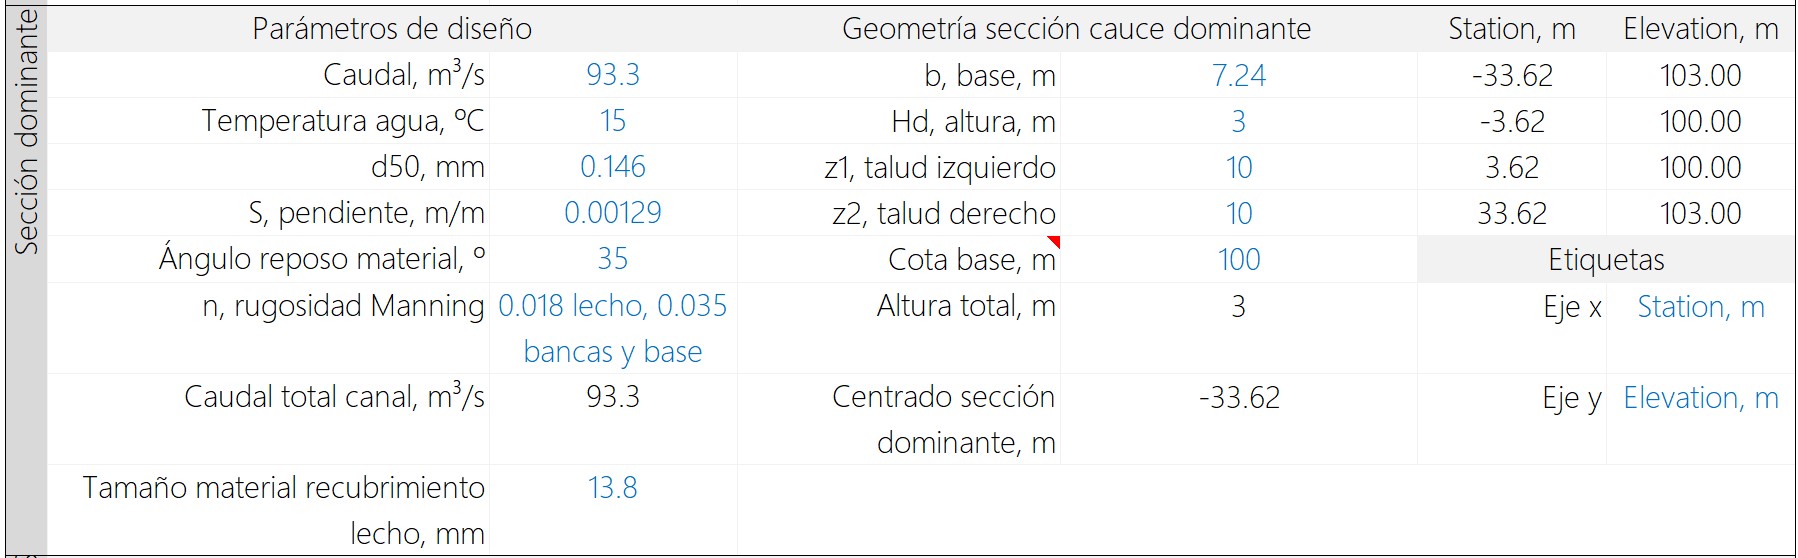 Sección dominante
Parámetros de diseño Geometría sección cauce dominante Station, m Elevation, m
Caudal, m³/s 93.3 b, base, m 7.24 -33.62 103.00
Temperatura agua, ºC 15 Hd, altura, m 3 -3.62 100.00
d50, mm 0.146 z1, talud izquierdo 10 3.62 100.00
S, pendiente, m/m 0.00129 z2, talud derecho 10 33.62 103.00
Ángulo reposo material, º 35 Cota base, m 100 Etiquetas
n, rugosidad Manning 0.018 lecho, 0.035 Altura total, m 3 Eje x Station, m
bancas y base
Caudal total canal, m³/s 93.3 Centrado sección -33.62 Eje y Elevation, m
dominante, m
Tamaño material recubrimiento 13.8
lecho, mm